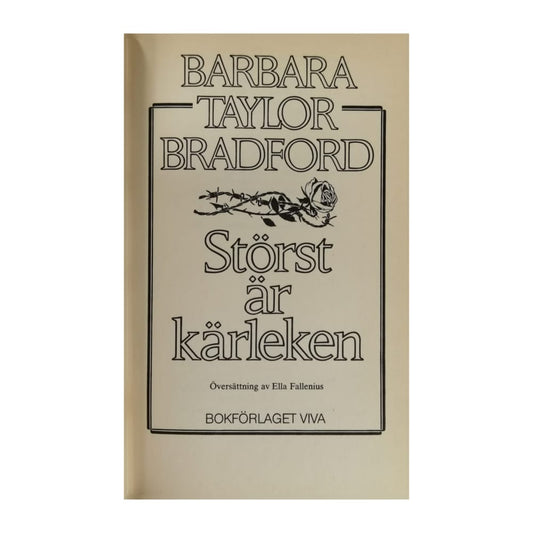 BARBARA
TAYLOR
BRADFORD
Störst
är
kärleken
Översättning av Ella Fallenius
BOKFÖRLAGET VIVA